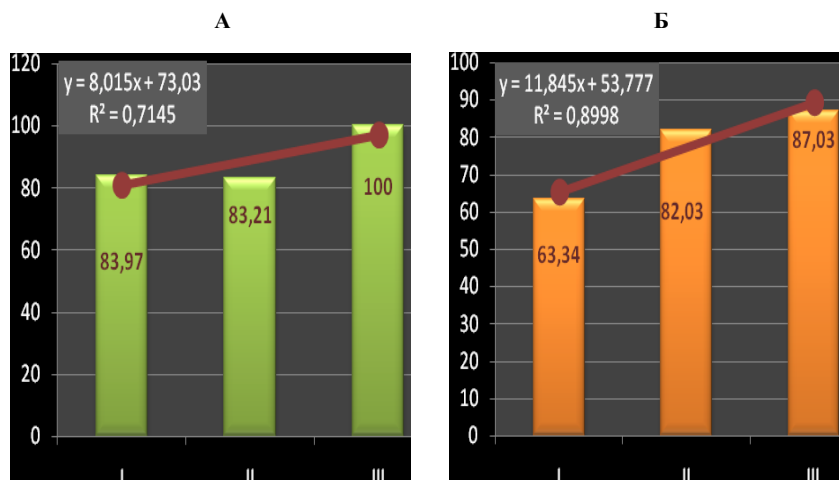 А
120
100
80
60
40
20
0
y = 8,015x + 73,03
R² = 0,7145
83,97
83,21
100
I
II
III
Б
100
90
80
70
60
50
40
30
20
10
0
y = 11,845x + 53,777
R² = 0,8998
63,34
82,03
87,03
I
II
III